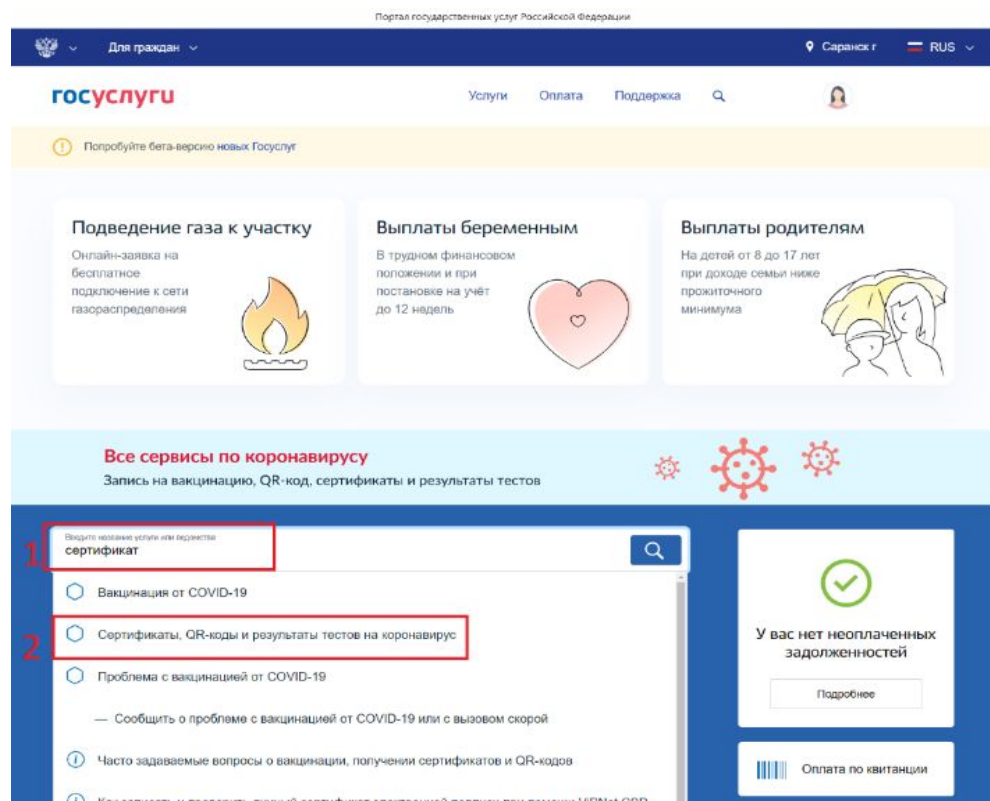 Портал государственных услуг Российской Федерации
Для граждан
Саранск г
RUS
госуслуги
Услуги
Оплата
Поддержка
Попробуйте бета-версию новых Госуслуг
Подведение газа к участку
Онлайн-заявка на
бесплатное
подключение к сети
газораспределения
Выплаты беременным
В трудном финансовом
положении и при
постановке на учёт
до 12 недель
Выплаты родителям
На детей от 8 до 17 лет
при доходе семьи ниже
прожиточного
минимума
Все сервисы по коронавирусу
Запись на вакцинацию, QR-код, сертификаты и результаты тестов
1
Введите название услуги или ведомства
сертификат
Вакцинация от COVID-19
2
Сертификаты, QR-коды и результаты тестов на коронавирус
Проблема с вакцинацией от COVID-19
— Сообщить о проблеме с вакцинацией от COVID-19 или с вызовом скорой
Часто задаваемые вопросы о вакцинации, получении сертификатов и QR-кодов
У вас нет неоплаченных
задолженностей
Подробнее
Оплата по квитанции